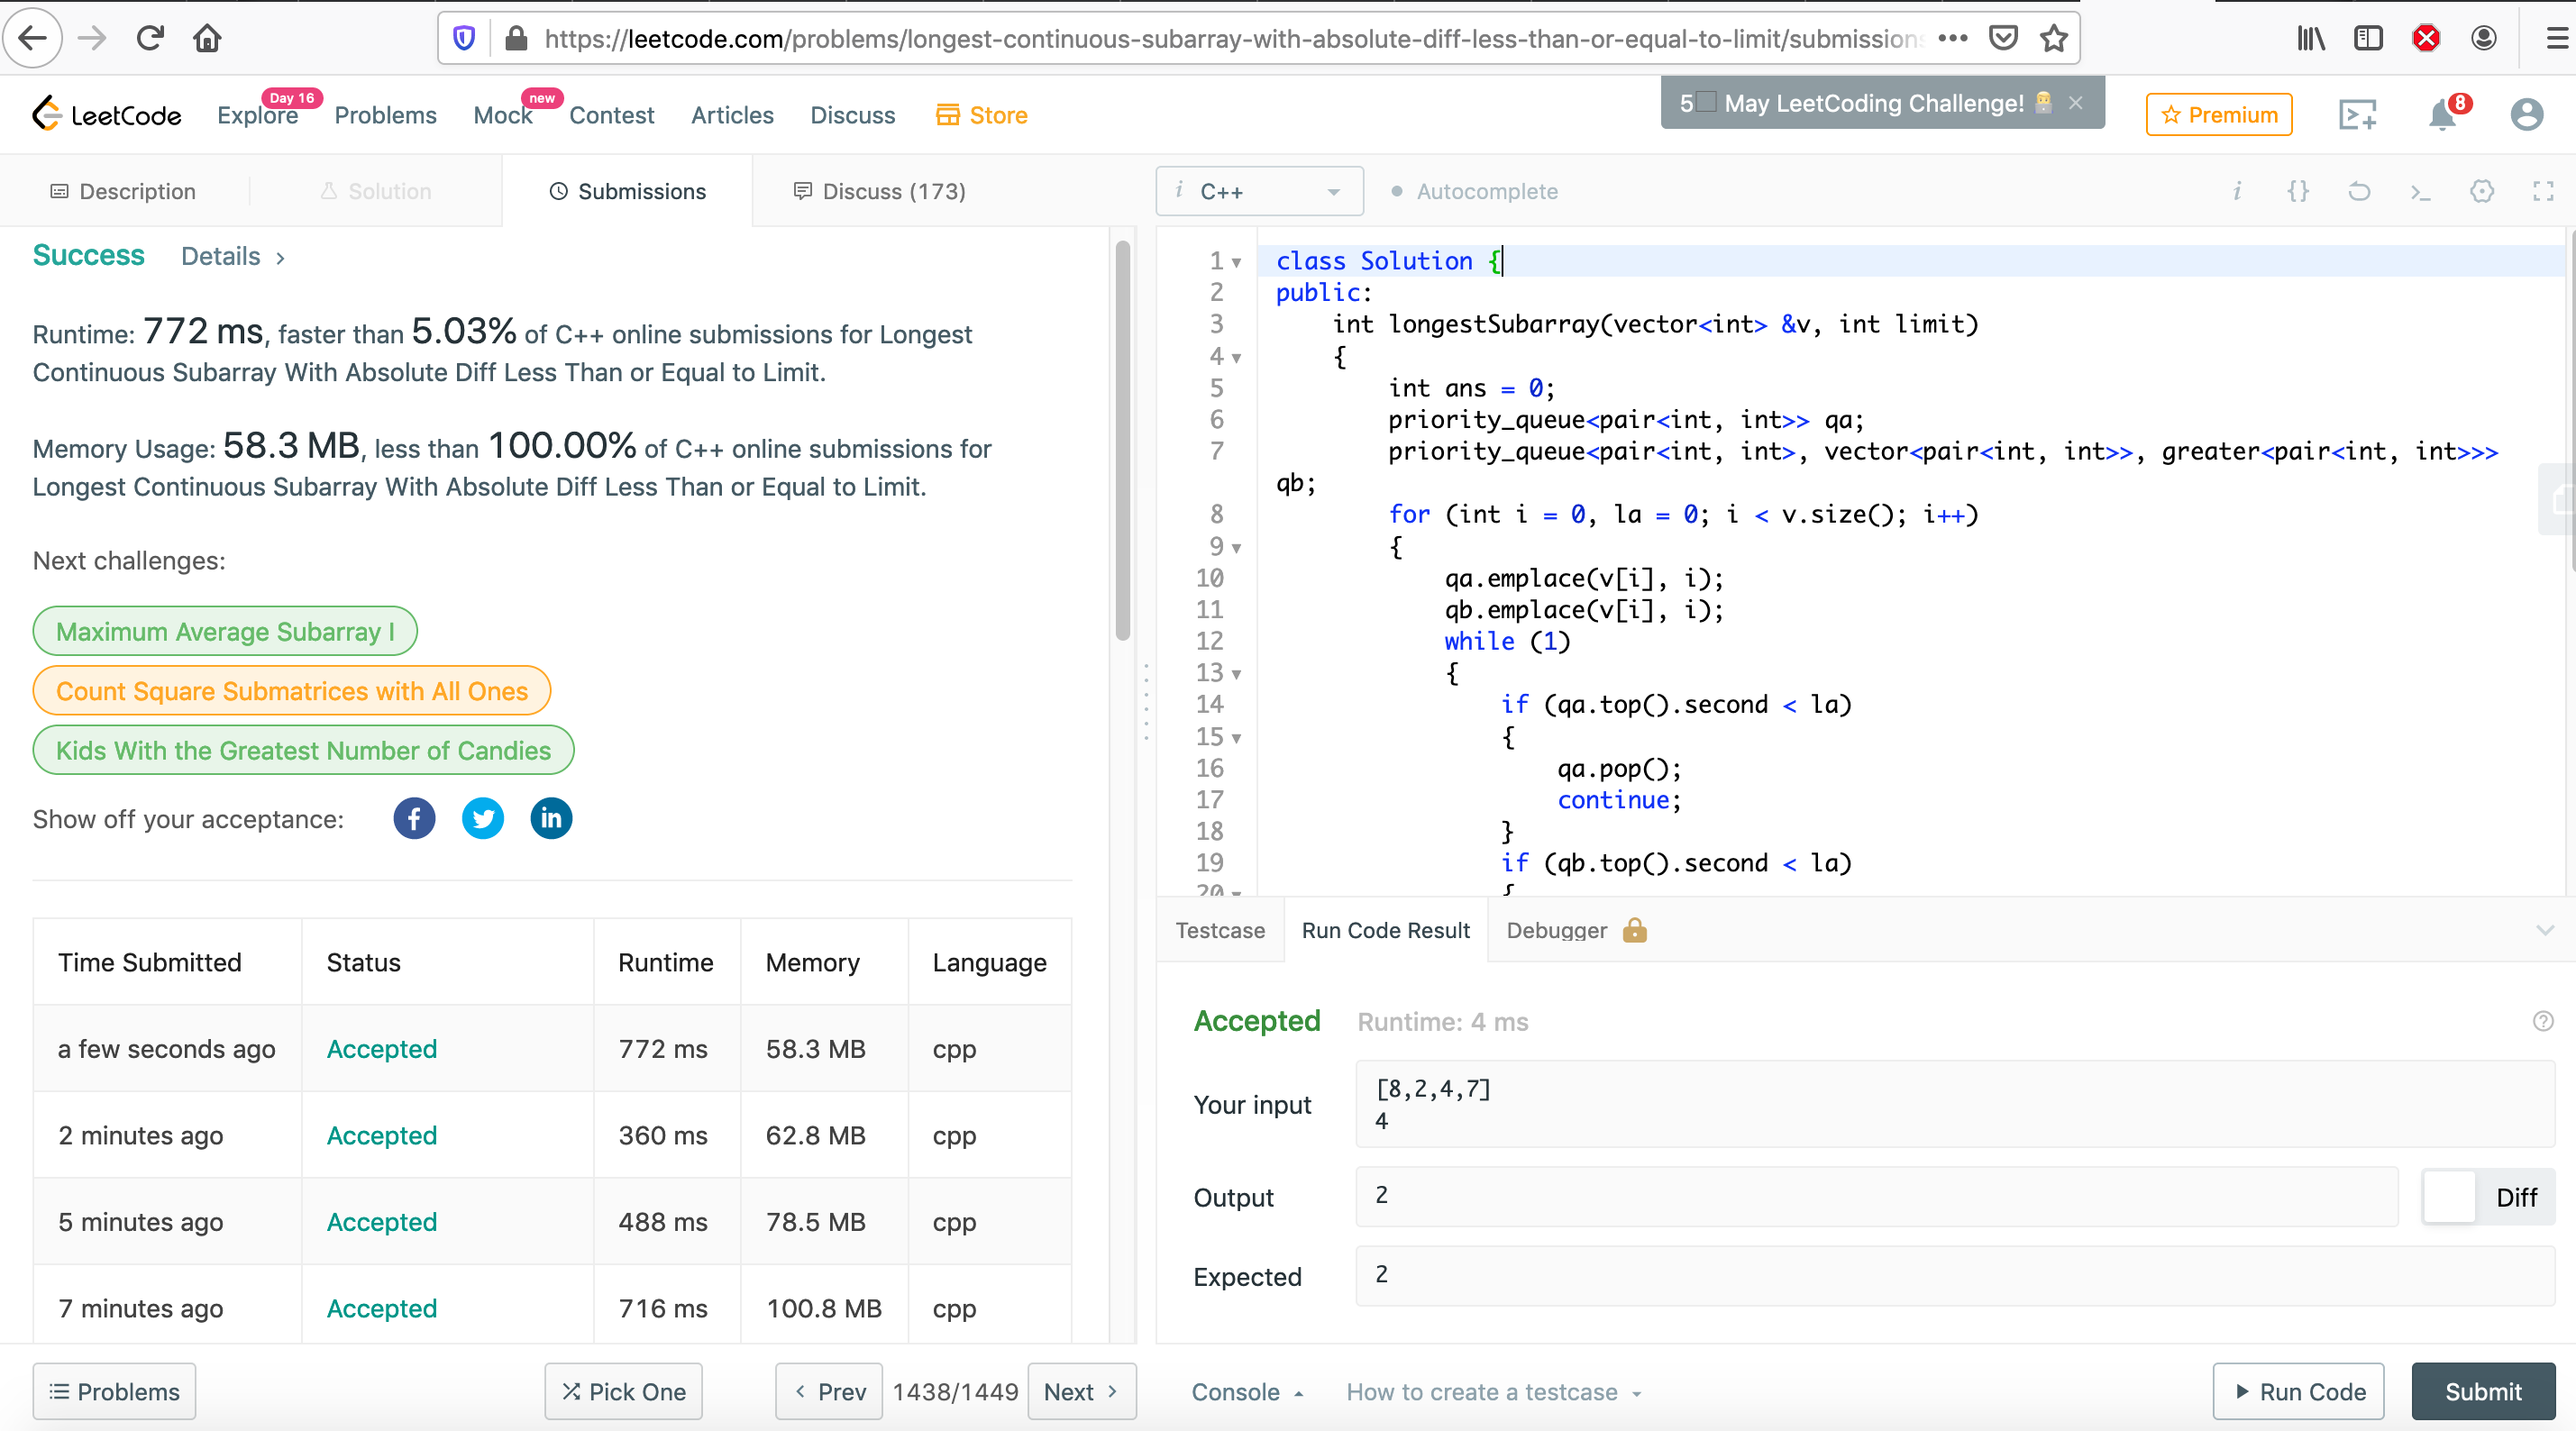 https://leetcode.com/problems/longest-continuous-subarray-with-absolute-diff-less-than-or-equal-to-limit/submissions
LeetCode
Explore Day 16
Problems
Mock new
Contest
Articles
Discuss
Store
5 May LeetCoding Challenge!
Premium
8
Description
Solution
Submissions
Discuss (173)
i C++
Autocomplete
Success Details >
Runtime: 772 ms, faster than 5.03% of C++ online submissions for Longest
Continuous Subarray With Absolute Diff Less Than or Equal to Limit.
Memory Usage: 58.3 MB, less than 100.00% of C++ online submissions for
Longest Continuous Subarray With Absolute Diff Less Than or Equal to Limit.
Next challenges:
Maximum Average Subarray I
Count Square Submatrices with All Ones
Kids With the Greatest Number of Candies
Show off your acceptance:
Time Submitted Status Runtime Memory Language
a few seconds ago Accepted 772 ms 58.3 MB cpp
2 minutes ago Accepted 360 ms 62.8 MB cpp
5 minutes ago Accepted 488 ms 78.5 MB cpp
7 minutes ago Accepted 716 ms 100.8 MB cpp
1 class Solution {
2 public:
3 int longestSubarray(vector<int> &v, int limit)
4 {
5 int ans = 0;
6 priority_queue<pair<int, int>> qa;
7 priority_queue<pair<int, int>, vector<pair<int, int>>, greater<pair<int, int>>>
qb;
8 for (int i = 0, la = 0; i < v.size(); i++)
9 {
10 qa.emplace(v[i], i);
11 qb.emplace(v[i], i);
12 while (1)
13 {
14 if (qa.top().second < la)
15 {
16 qa.pop();
17 continue;
18 }
19 if (qb.top().second < la)
20 {
Testcase
Run Code Result
Debugger
Accepted Runtime: 4 ms
Your input
[8,2,4,7]
4
Output
2
Diff
Expected
2
Problems
Pick One
< Prev
1438/1449
Next >
Console
How to create a testcase
Run Code
Submit